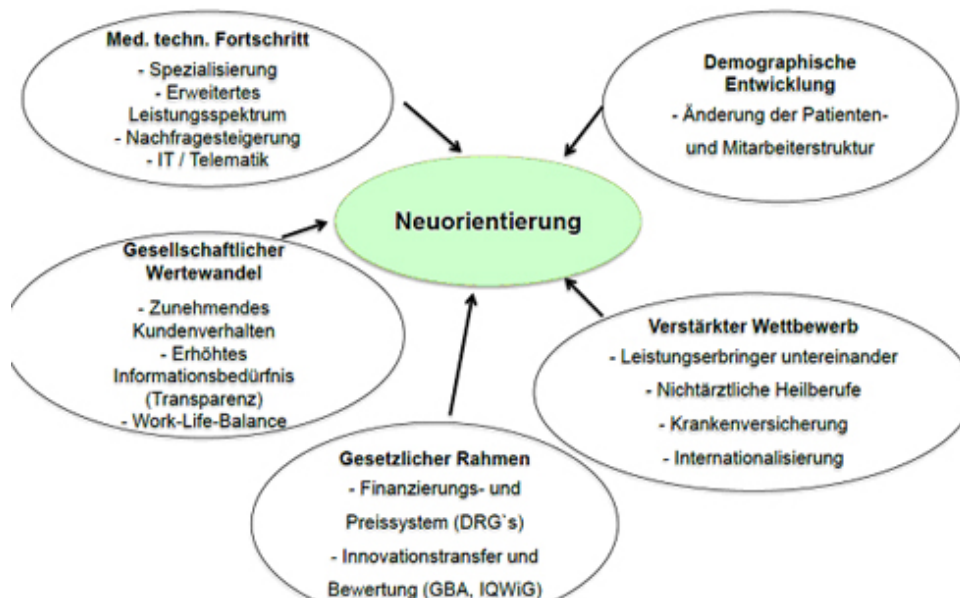 Med. techn. Fortschritt
- Spezialisierung
- Erweitertes
Leistungsspektrum
- Nachfragesteigerung
- IT / Telematik
Demographische
Entwicklung
- Änderung der Patienten-
und Mitarbeiterstruktur
Neuorientierung
Gesellschaftlicher
Wertewandel
- Zunehmendes
Kundenverhalten
- Erhöhtes
Informationsbedürfnis
(Transparenz)
- Work-Life-Balance
Verstärkter Wettbewerb
- Leistungserbringer untereinander
- Nichtärztliche Heilberufe
- Krankenversicherung
- Internationalisierung
Gesetzlicher Rahmen
- Finanzierungs- und
Preissystem (DRG`s)
- Innovationstransfer und
Bewertung (GBA, IQWiG)